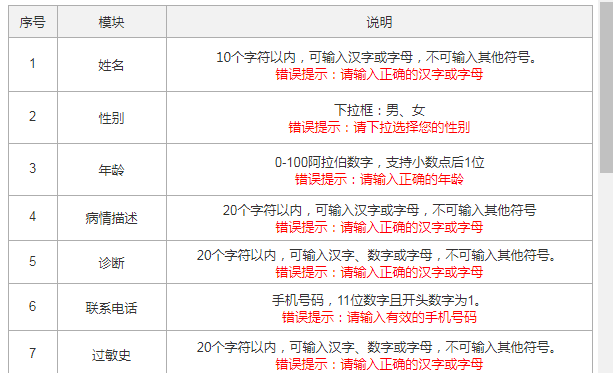 序号 模块 说明
1 姓名 10个字符以内，可输入汉字或字母，不可输入其他符号。
错误提示：请输入正确的汉字或字母
2 性别 下拉框：男、女
错误提示：请下拉选择您的性别
3 年龄 0-100阿拉伯数字，支持小数点后1位
错误提示：请输入正确的年龄
4 病情描述 20个字符以内，可输入汉字或字母，不可输入其他符号
错误提示：请输入正确的汉字或字母
5 诊断 20个字符以内，可输入汉字、数字或字母，不可输入其他符号。
错误提示：请输入正确的汉字或字母
6 联系电话 手机号码，11位数字且开头数字为1。
错误提示：请输入有效的手机号码
7 过敏史 20个字符以内，可输入汉字、数字或字母，不可输入其他符号。
错误提示：请输入正确的汉字或字母